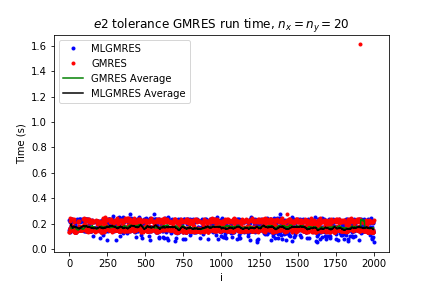 e2 tolerance GMRES run time, nₓ = nᵧ = 20
MLGMRES
GMRES
GMRES Average
MLGMRES Average
Time (s)
1.6
1.4
1.2
1.0
0.8
0.6
0.4
0.2
0.0
0 250 500 750 1000 1250 1500 1750 2000
i